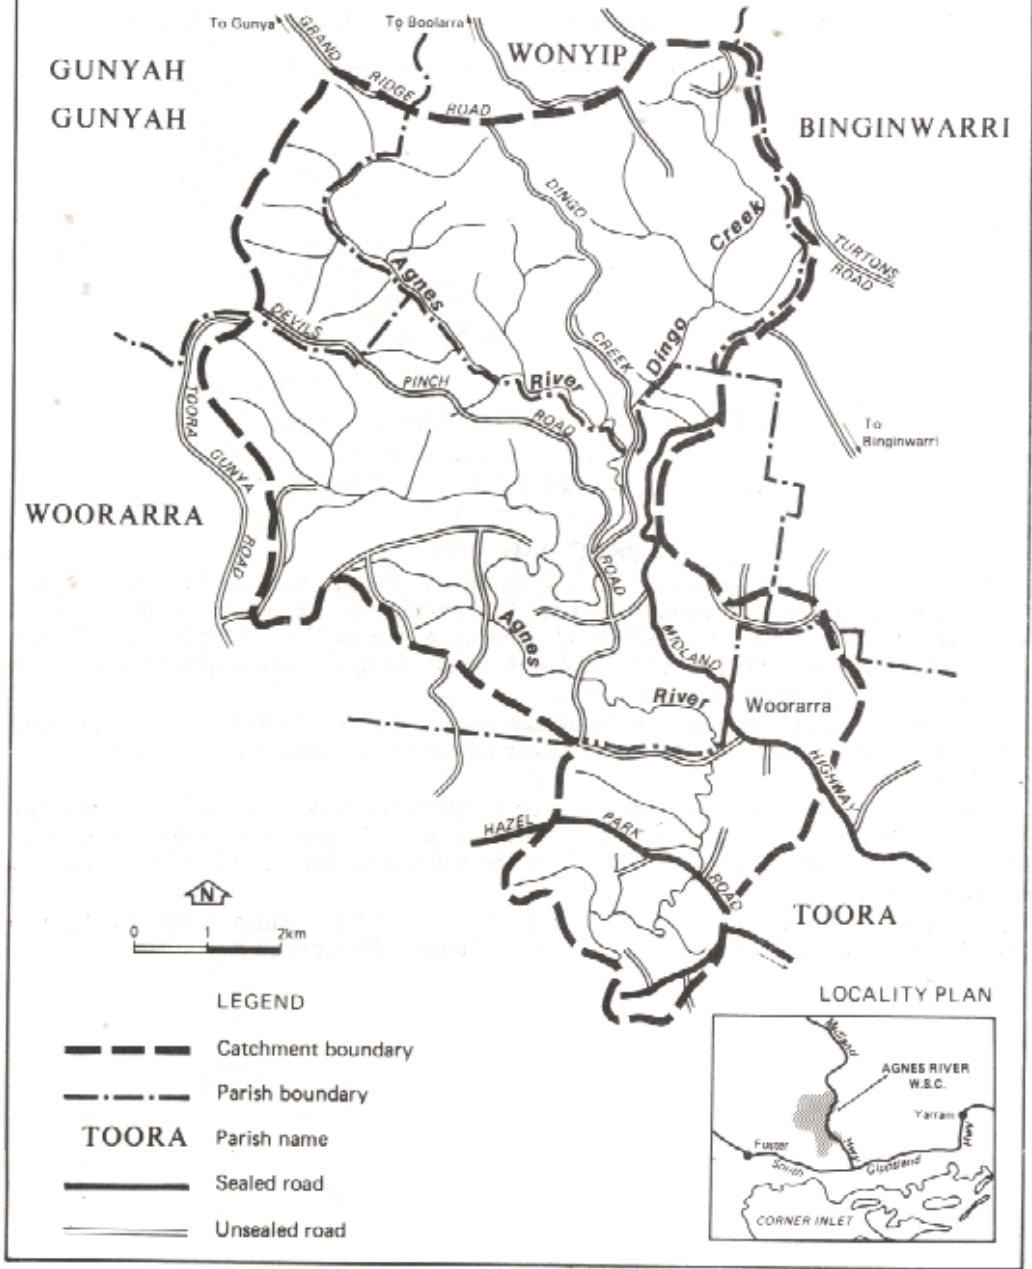 To Gunya
To Boolarra
GRAND
RIDGE
ROAD
WONYIP
GUNYAH
GUNYAH
BINGINWARRI
DINGO
CREEK
ROAD
Dingo
Creek
TURTONS
ROAD
Agnes
River
DEVILS
PINCH
ROAD
TOORA
GUNYA
ROAD
To
Binginwarri
WOORARRA
Agnes
River
MIDLAND
HIGHWAY
Woorarra
HAZEL
PARK
ROAD
TOORA
N
0 1 2km
LEGEND
Catchment boundary
Parish boundary
TOORA Parish name
Sealed road
Unsealed road
LOCALITY PLAN
Midland
Hwy
AGNES RIVER
W.S.C.
Yarram
Hwy
Foster
South Gippsland
CORNER INLET